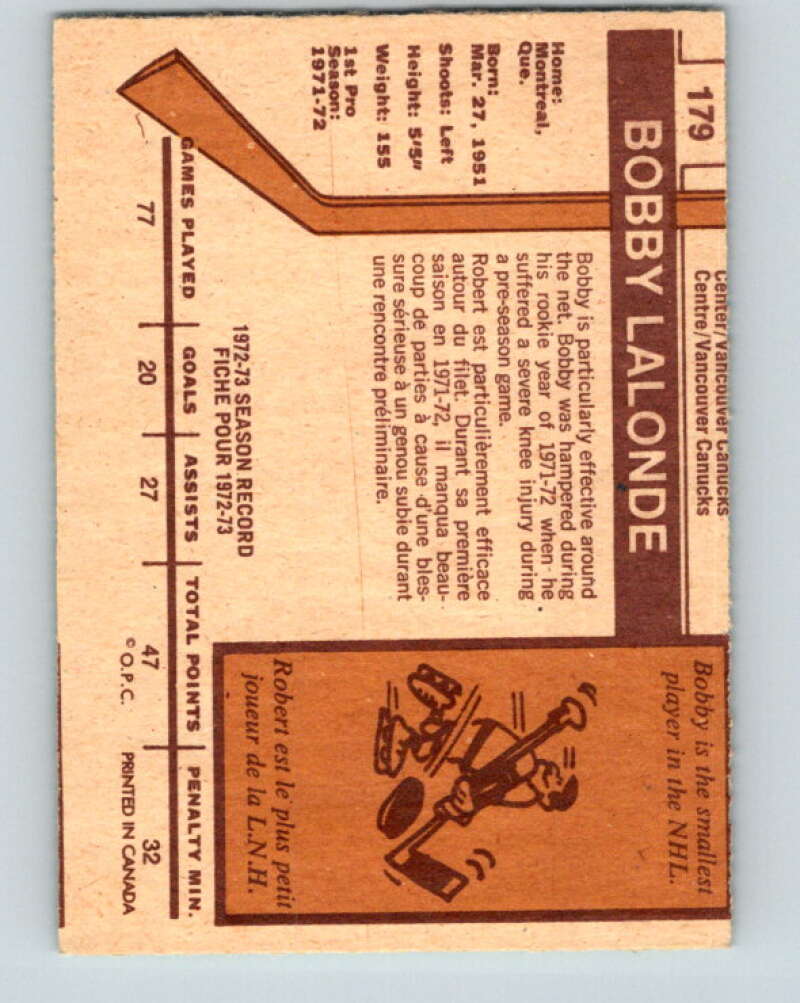 179
Center/Vancouver Canucks
Centre/Vancouver Canucks
BOBBY LALONDE
Home:
Montreal,
Que.
Born:
Mar. 27, 1951
Shoots: Left
Height: 5'5"
Weight: 155
1st Pro
Season:
1971-72
Bobby is particularly effective around
the net. Bobby was hampered during
his rookie year of 1971-72 when he
suffered a severe knee injury during
a pre-season game.
Robert est particulièrement efficace
autour du filet. Durant sa première
saison en 1971-72, il manqua beau-
coup de parties à cause d'une bles-
sure sérieuse à un genou subie durant
une rencontre préliminaire.
Bobby is the smallest
player in the NHL.
Robert est le plus petit
joueur de la L.N.H.
1972-73 SEASON RECORD
FICHE POUR 1972-73
GAMES PLAYED GOALS ASSISTS TOTAL POINTS PENALTY MIN.
77 20 27 47 32
© O.P.C. PRINTED IN CANADA